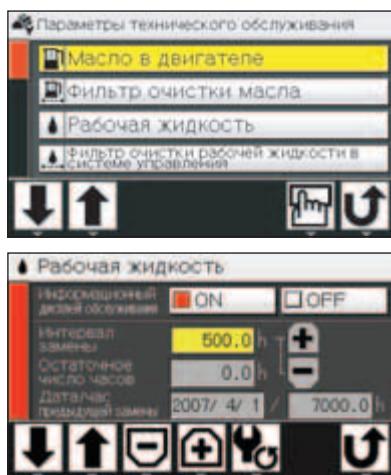 Параметры технического обслуживания
Масло в двигателе
Фильтр очистки масла
Рабочая жидкость
Фильтр очистки рабочей жидкости в
системе управления
Рабочая жидкость
Информационный
дисплей обслуживания
ON OFF
Интервал
замены
500.0 h
Остаточное
число часов
0.0 h
Дата/час
предыдущей замены
2007/ 4/ 1 / 7000.0 h